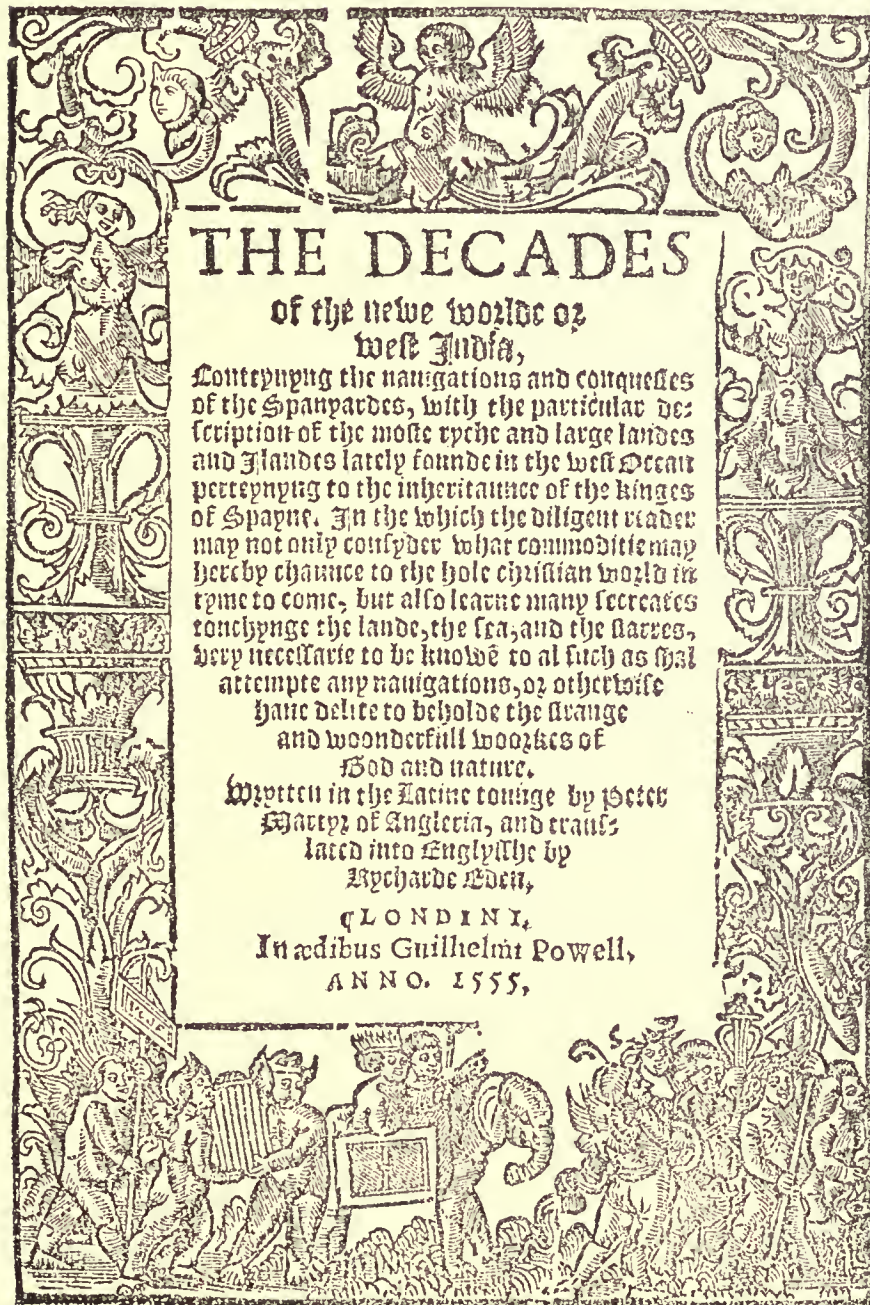 THE DECADES
of the newe worlde or
west India,
Conteynyng the nauigations and conquestes
of the Spanyardes, with the particular de-
scription of the moste ryche and large landes
and Ilandes lately founde in the west Ocean
perteynyng to the inheritaunce of the kinges
of Spayne. In the which the diligent reader
may not only consyder what commoditie may
hereby chaunce to the hole christian world in
tyme to come, but also learne many secreates
touchynge the lande, the sea, and the starres,
very necessarie to be knowẽ to al such as shal
attempte any nauigations, or otherwise
haue delite to beholde the strange
and woonderfull woorkes of
God and nature.
Wrytten in the Latine tounge by Peter
Martyr of Angleria, and trans-
lated into Englysshe by
Rycharde Eden.
¶LONDINI.
In ædibus Guilhelmi Powell,
ANNO. 1555.